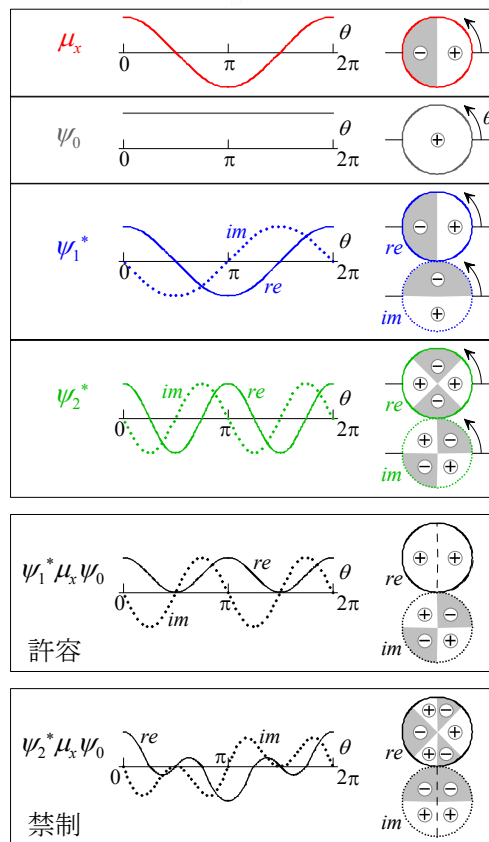 μx
0
π
2π
θ
−
+
ψ0
0
π
2π
θ
+
θ
ψ1*
im
re
0
π
2π
θ
−
+
re
−
+
im
ψ2*
im
re
0
π
2π
θ
−
+
+
−
re
+
−
−
+
im
ψ1*μxψ0
re
im
0
π
2π
θ
+
+
re
+
−
−
+
im
許容
ψ2*μxψ0
re
im
0
π
2π
θ
+
−
−
+
+
−
re
−
−
+
+
im
禁制